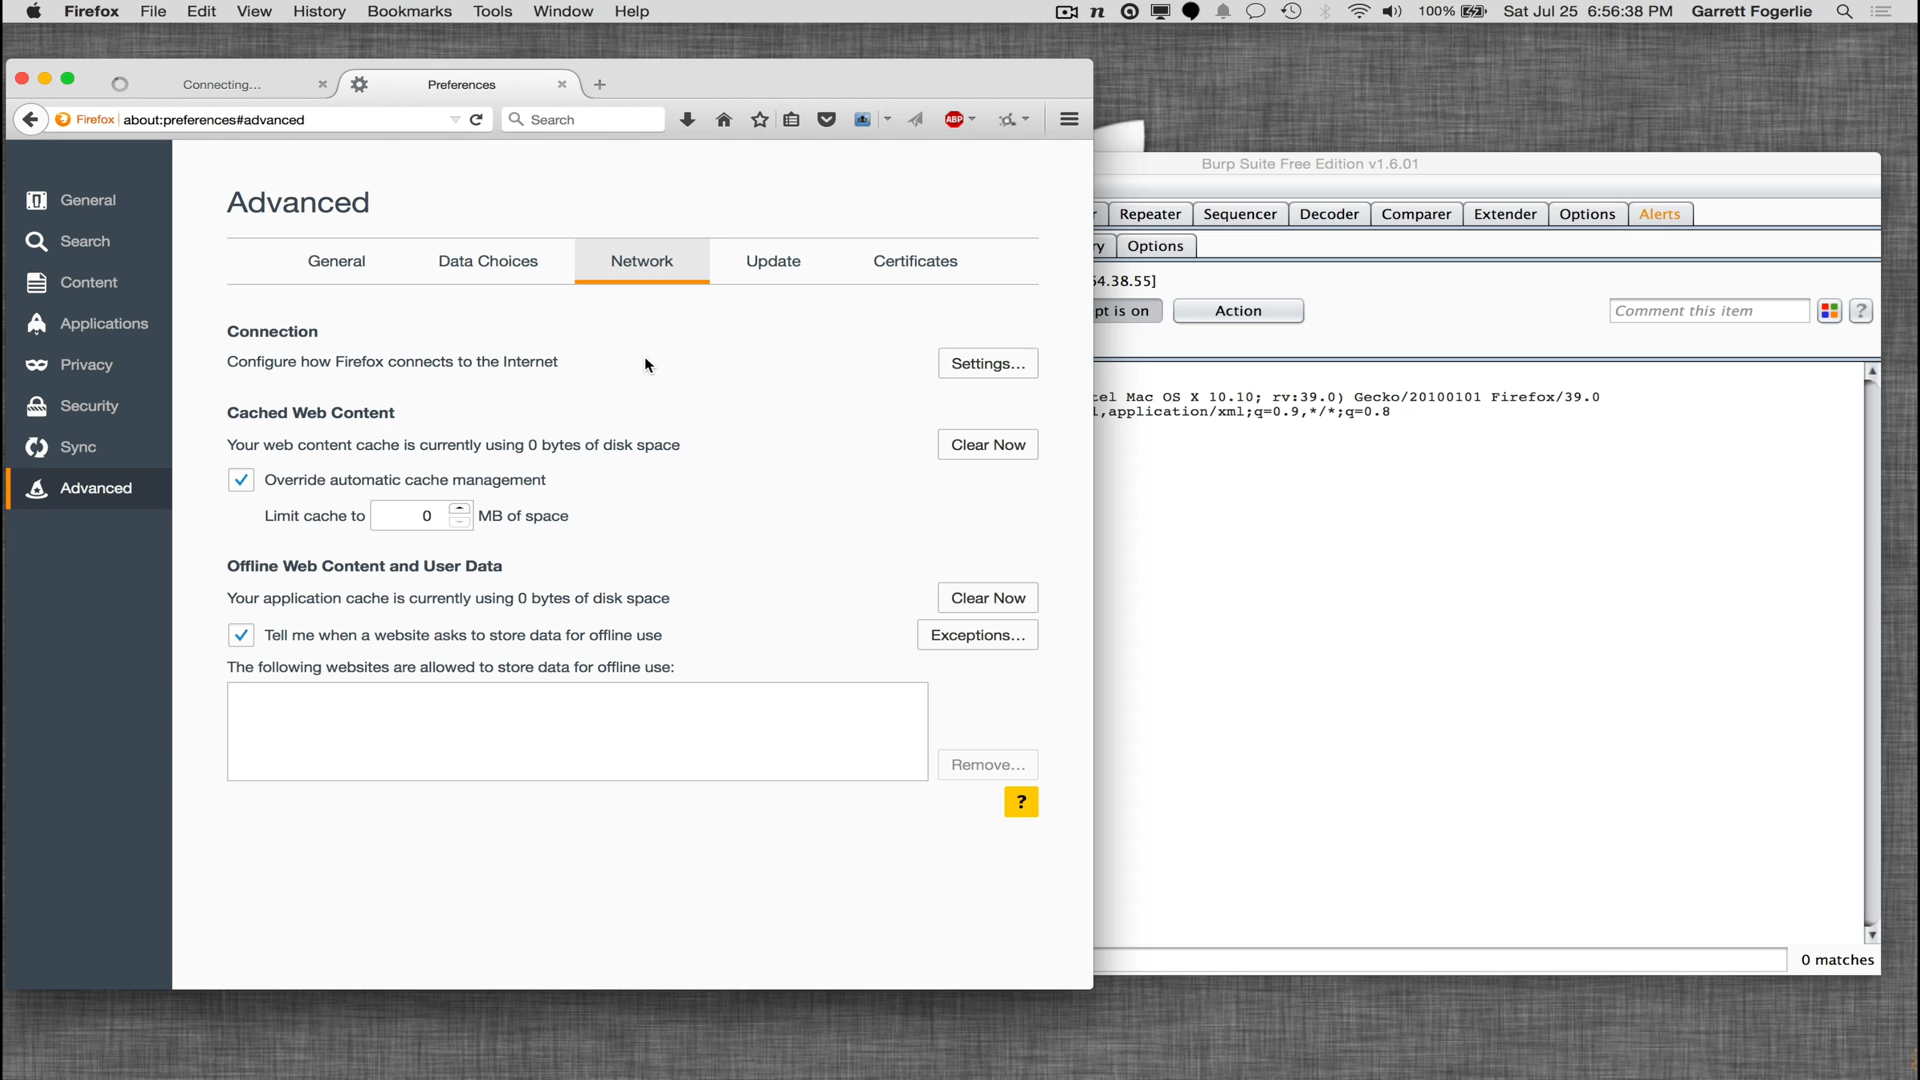 Firefox File Edit View History Bookmarks Tools Window Help 100% Sat Jul 25 6:56:38 PM Garrett Fogerlie
Connecting... Preferences
Firefox about:preferences#advanced Search ABP
General
Search
Content
Applications
Privacy
Security
Sync
Advanced
Advanced
General Data Choices Network Update Certificates
Connection
Configure how Firefox connects to the Internet Settings...
Cached Web Content
Your web content cache is currently using 0 bytes of disk space Clear Now
Override automatic cache management
Limit cache to 0 MB of space
Offline Web Content and User Data
Your application cache is currently using 0 bytes of disk space Clear Now
Tell me when a website asks to store data for offline use Exceptions...
The following websites are allowed to store data for offline use:
Remove...
?
Burp Suite Free Edition v1.6.01
r Repeater Sequencer Decoder Comparer Extender Options Alerts
ry Options
64.38.55]
pt is on Action Comment this item ?
tel Mac OS X 10.10; rv:39.0) Gecko/20100101 Firefox/39.0
l,application/xml;q=0.9,*/*;q=0.8
0 matches